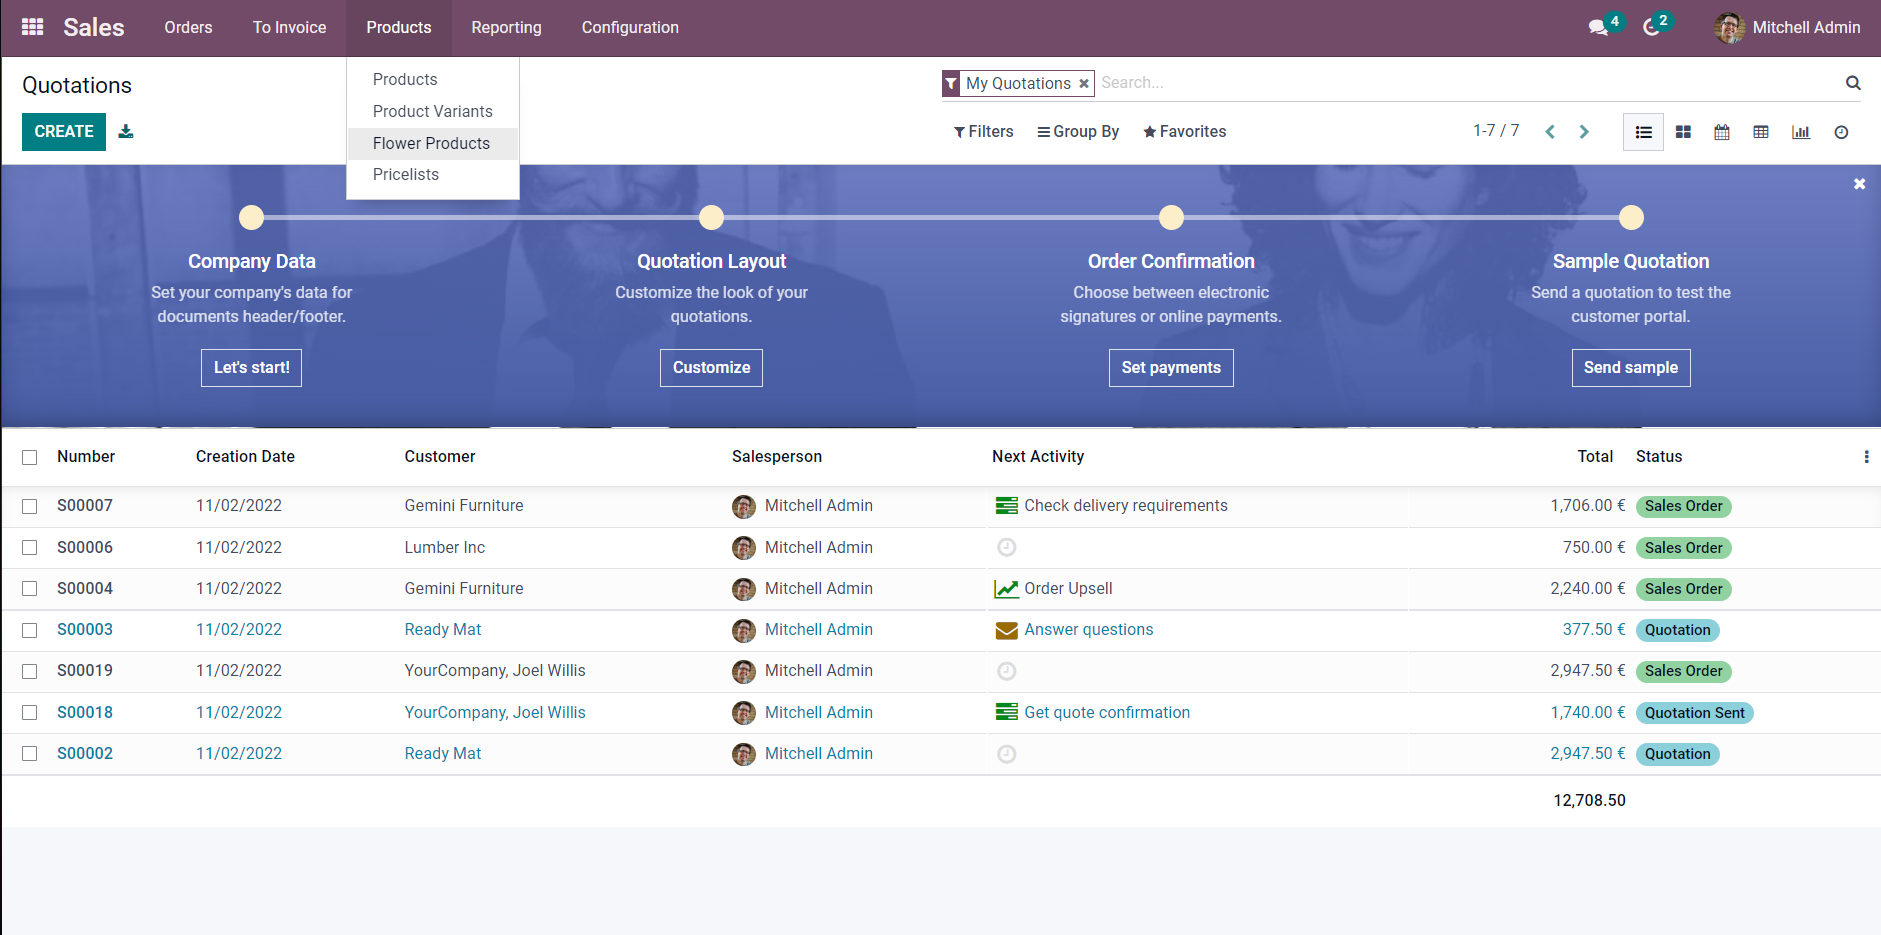 Sales Orders To Invoice Products Reporting Configuration 4 2 Mitchell Admin
Quotations
My Quotations Search...
CREATE
Filters Group By Favorites 1-7 / 7
Products
Product Variants
Flower Products
Pricelists
Company Data
Set your company's data for
documents header/footer.
Let's start!
Quotation Layout
Customize the look of your
quotations.
Customize
Order Confirmation
Choose between electronic
signatures or online payments.
Set payments
Sample Quotation
Send a quotation to test the
customer portal.
Send sample
Number Creation Date Customer Salesperson Next Activity Total Status
S00007 11/02/2022 Gemini Furniture Mitchell Admin Check delivery requirements 1,706.00 € Sales Order
S00006 11/02/2022 Lumber Inc Mitchell Admin 750.00 € Sales Order
S00004 11/02/2022 Gemini Furniture Mitchell Admin Order Upsell 2,240.00 € Sales Order
S00003 11/02/2022 Ready Mat Mitchell Admin Answer questions 377.50 € Quotation
S00019 11/02/2022 YourCompany, Joel Willis Mitchell Admin 2,947.50 € Sales Order
S00018 11/02/2022 YourCompany, Joel Willis Mitchell Admin Get quote confirmation 1,740.00 € Quotation Sent
S00002 11/02/2022 Ready Mat Mitchell Admin 2,947.50 € Quotation
12,708.50